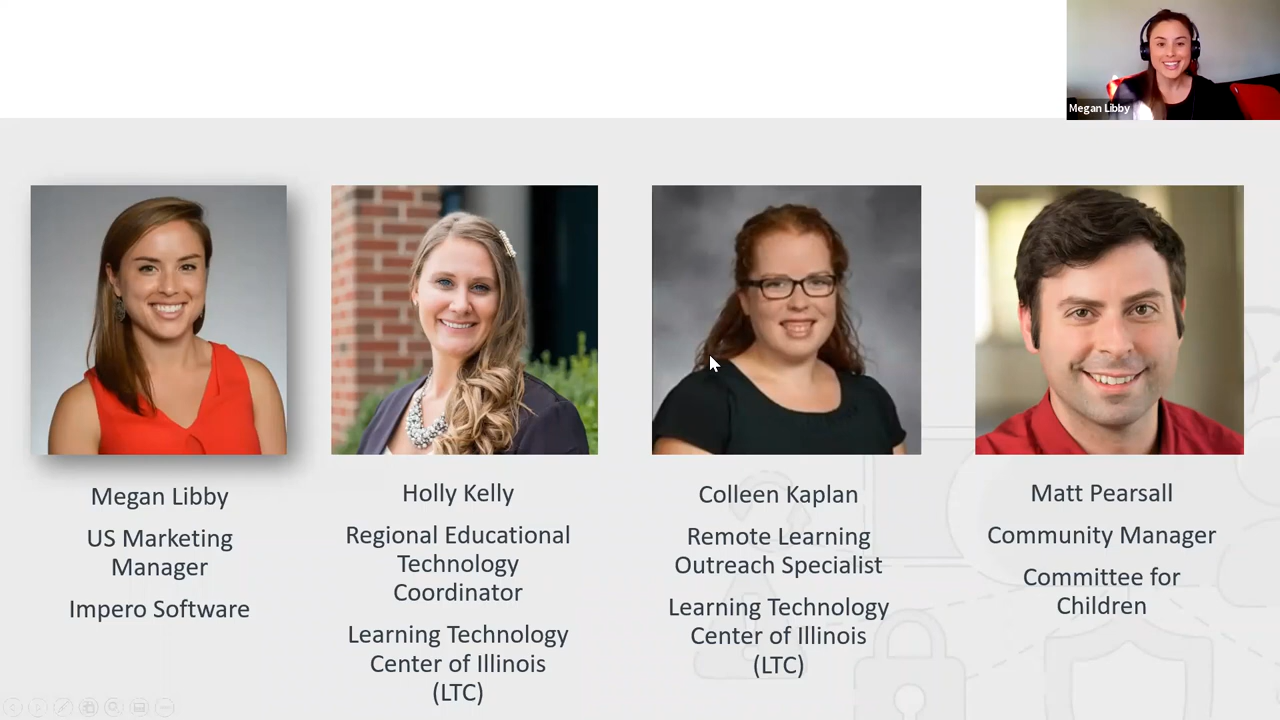 Megan Libby
Megan Libby
US Marketing
Manager
Impero Software
Holly Kelly
Regional Educational
Technology
Coordinator
Learning Technology
Center of Illinois
(LTC)
Colleen Kaplan
Remote Learning
Outreach Specialist
Learning Technology
Center of Illinois
(LTC)
Matt Pearsall
Community Manager
Committee for
Children